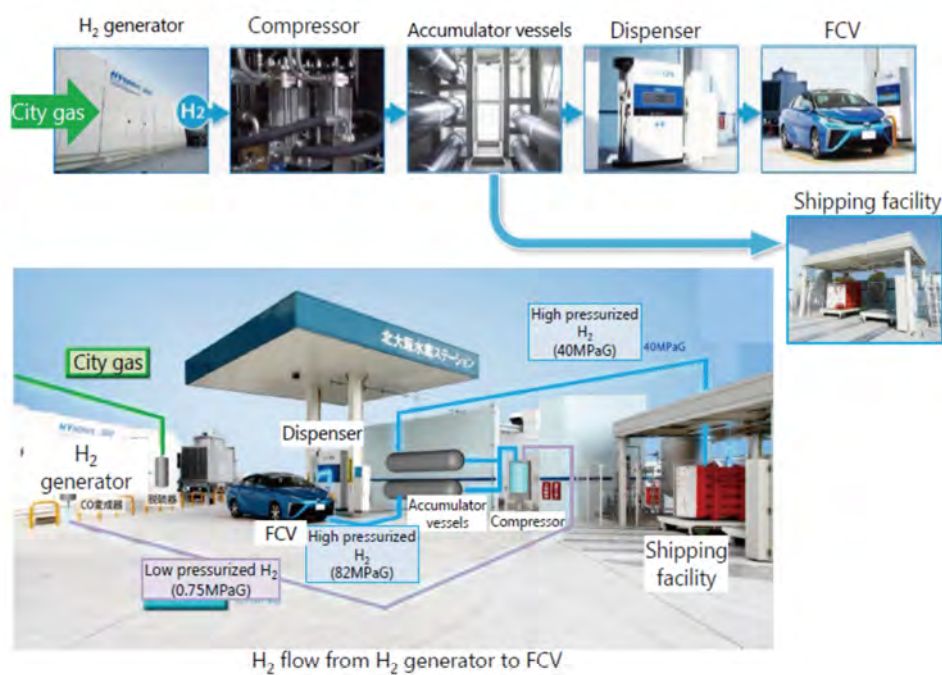 H₂ generator
Compressor
Accumulator vessels
Dispenser
FCV
City gas
H2
Shipping facility
High pressurized
H₂
(40MPaG)
40MPaG
北大阪水素ステーション
City gas
Dispenser
H₂
generator
CO変成器
脱硫器
FCV
Accumulator
vessels
Compressor
High pressurized
H₂
(82MPaG)
Shipping
facility
Low pressurized H₂
(0.75MPaG)
H₂ flow from H₂ generator to FCV